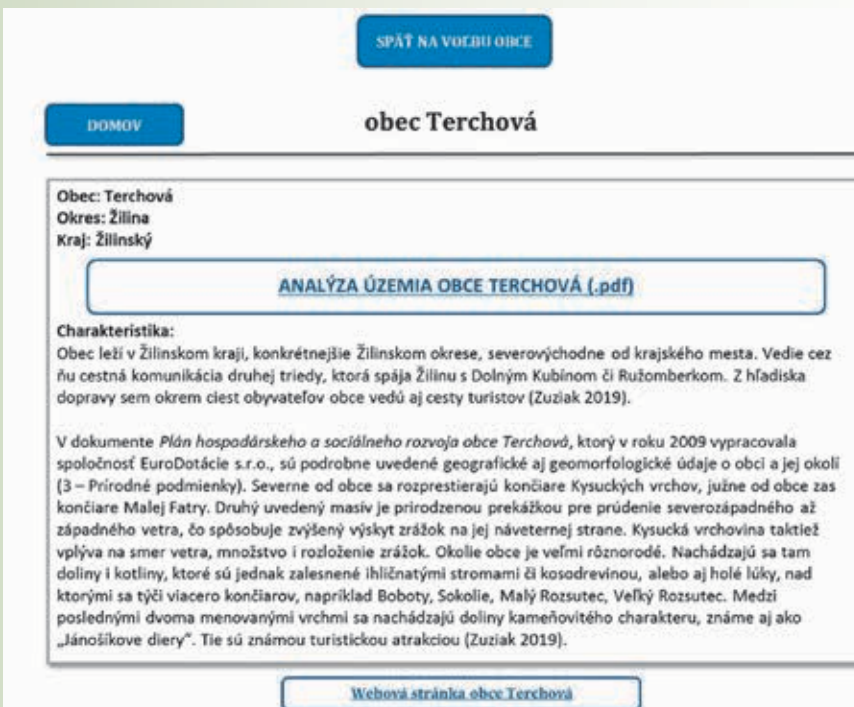 SPÄŤ NA VOĽBU OBCE
DOMOV
obec Terchová
Obec: Terchová
Okres: Žilina
Kraj: Žilinský
ANALÝZA ÚZEMIA OBCE TERCHOVÁ (.pdf)
Charakteristika:
Obec leží v Žilinskom kraji, konkrétnejšie Žilinskom okrese, severovýchodne od krajského mesta. Vedie cez
ňu cestná komunikácia druhej triedy, ktorá spája Žilinu s Dolným Kubínom či Ružomberkom. Z hľadiska
dopravy sem okrem ciest obyvateľov obce vedú aj cesty turistov (Zuziak 2019).
V dokumente Plán hospodárskeho a sociálneho rozvoja obce Terchová, ktorý v roku 2009 vypracovala
spoločnosť EuroDotácie s.r.o., sú podrobne uvedené geografické aj geomorfologické údaje o obci a jej okolí
(3 – Prírodné podmienky). Severne od obce sa rozprestierajú končiare Kysuckých vrchov, južne od obce zas
končiare Malej Fatry. Druhý uvedený masív je prirodzenou prekážkou pre prúdenie severozápadného až
západného vetra, čo spôsobuje zvýšený výskyt zrážok na jej náveternej strane. Kysucká vrchovina taktiež
vplýva na smer vetra, množstvo i rozloženie zrážok. Okolie obce je veľmi rôznorodé. Nachádzajú sa tam
doliny i kotliny, ktoré sú jednak zalesnené ihličnatými stromami či kosodrevinou, alebo aj holé lúky, nad
ktorými sa týči viacero končiarov, napríklad Boboty, Sokolie, Malý Rozsutec, Veľký Rozsutec. Medzi
poslednými dvoma menovanými vrchmi sa nachádzajú doliny kameňovitého charakteru, známe aj ako
„Jánošíkove diery“. Tie sú známou turistickou atrakciou (Zuziak 2019).
Webová stránka obce Terchová